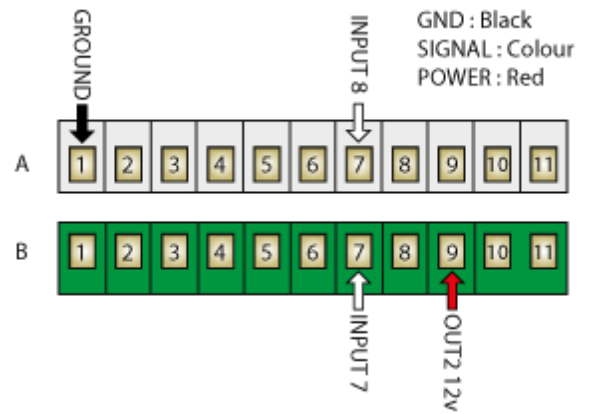 GROUND
INPUT 8
GND : Black
SIGNAL : Colour
POWER : Red
A
1 2 3 4 5 6 7 8 9 10 11
B
1 2 3 4 5 6 7 8 9 10 11
INPUT 7
OUT2 12v